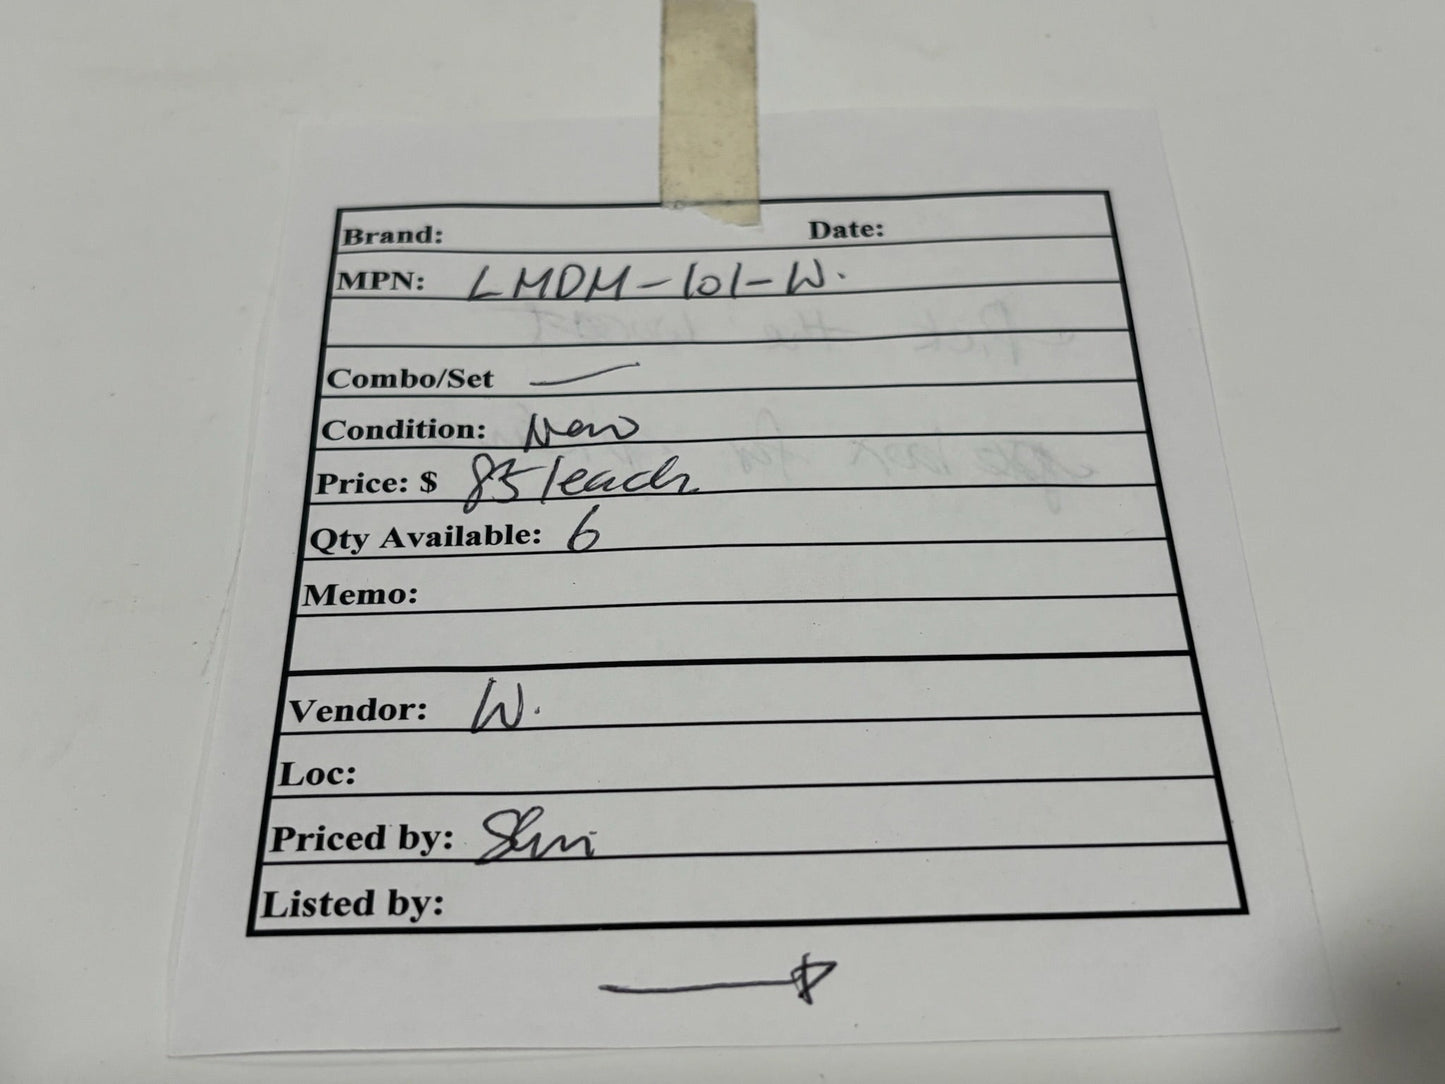 Brand: Date:
MPN: LMDM-101-W.
Combo/Set —
Condition: New
Price: $ 85/each
Qty Available: 6
Memo:
Vendor: W.
Loc:
Priced by: Shri
Listed by: